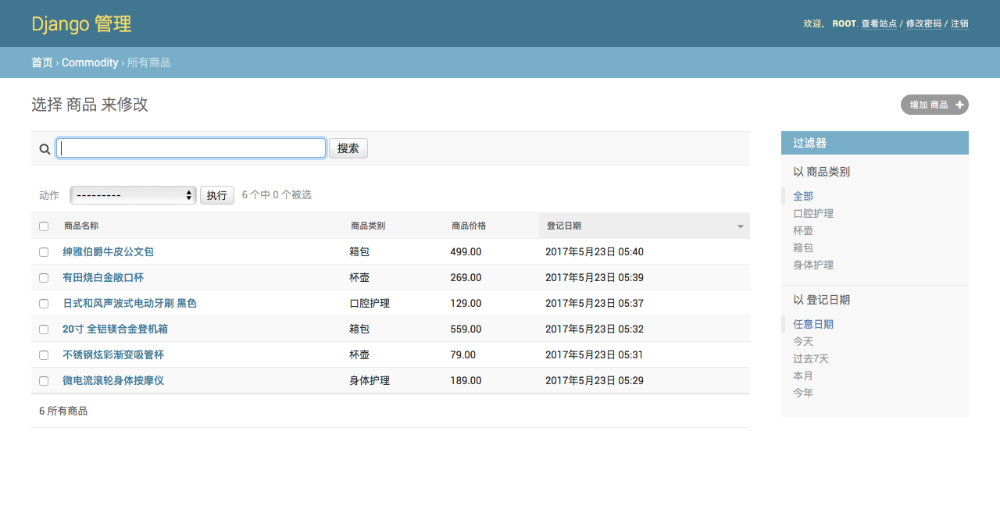 Django 管理
欢迎， ROOT. 查看站点 / 修改密码 / 注销
首页 › Commodity › 所有商品
选择 商品 来修改
增加 商品
搜索
动作 --------- 执行 6 个中 0 个被选
商品名称 商品类别 商品价格 登记日期
绅雅伯爵牛皮公文包 箱包 499.00 2017年5月23日 05:40
有田烧白金敞口杯 杯壶 269.00 2017年5月23日 05:39
日式和风声波式电动牙刷 黑色 口腔护理 129.00 2017年5月23日 05:37
20寸 全铝镁合金登机箱 箱包 559.00 2017年5月23日 05:32
不锈钢炫彩渐变吸管杯 杯壶 79.00 2017年5月23日 05:31
微电流滚轮身体按摩仪 身体护理 189.00 2017年5月23日 05:29
6 所有商品
过滤器
以 商品类别
全部
口腔护理
杯壶
箱包
身体护理
以 登记日期
任意日期
今天
过去7天
本月
今年